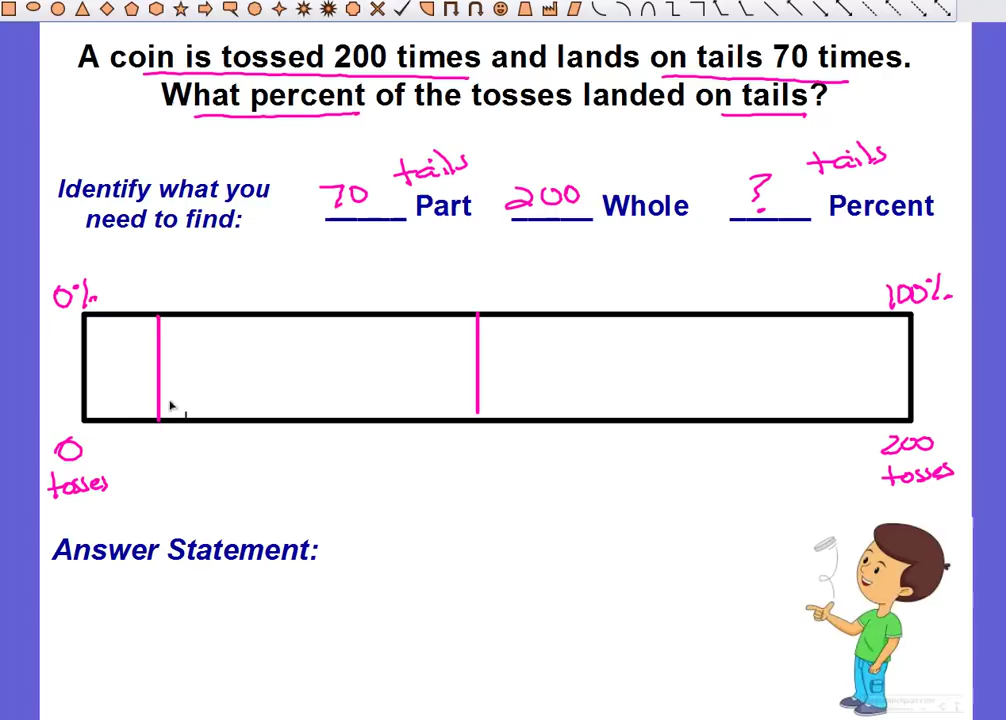 A coin is tossed 200 times and lands on tails 70 times.
What percent of the tosses landed on tails?
tails tails
Identify what you
need to find:
70 Part 200 Whole ? Percent
0% 100%
0 200
tosses tosses
Answer Statement: